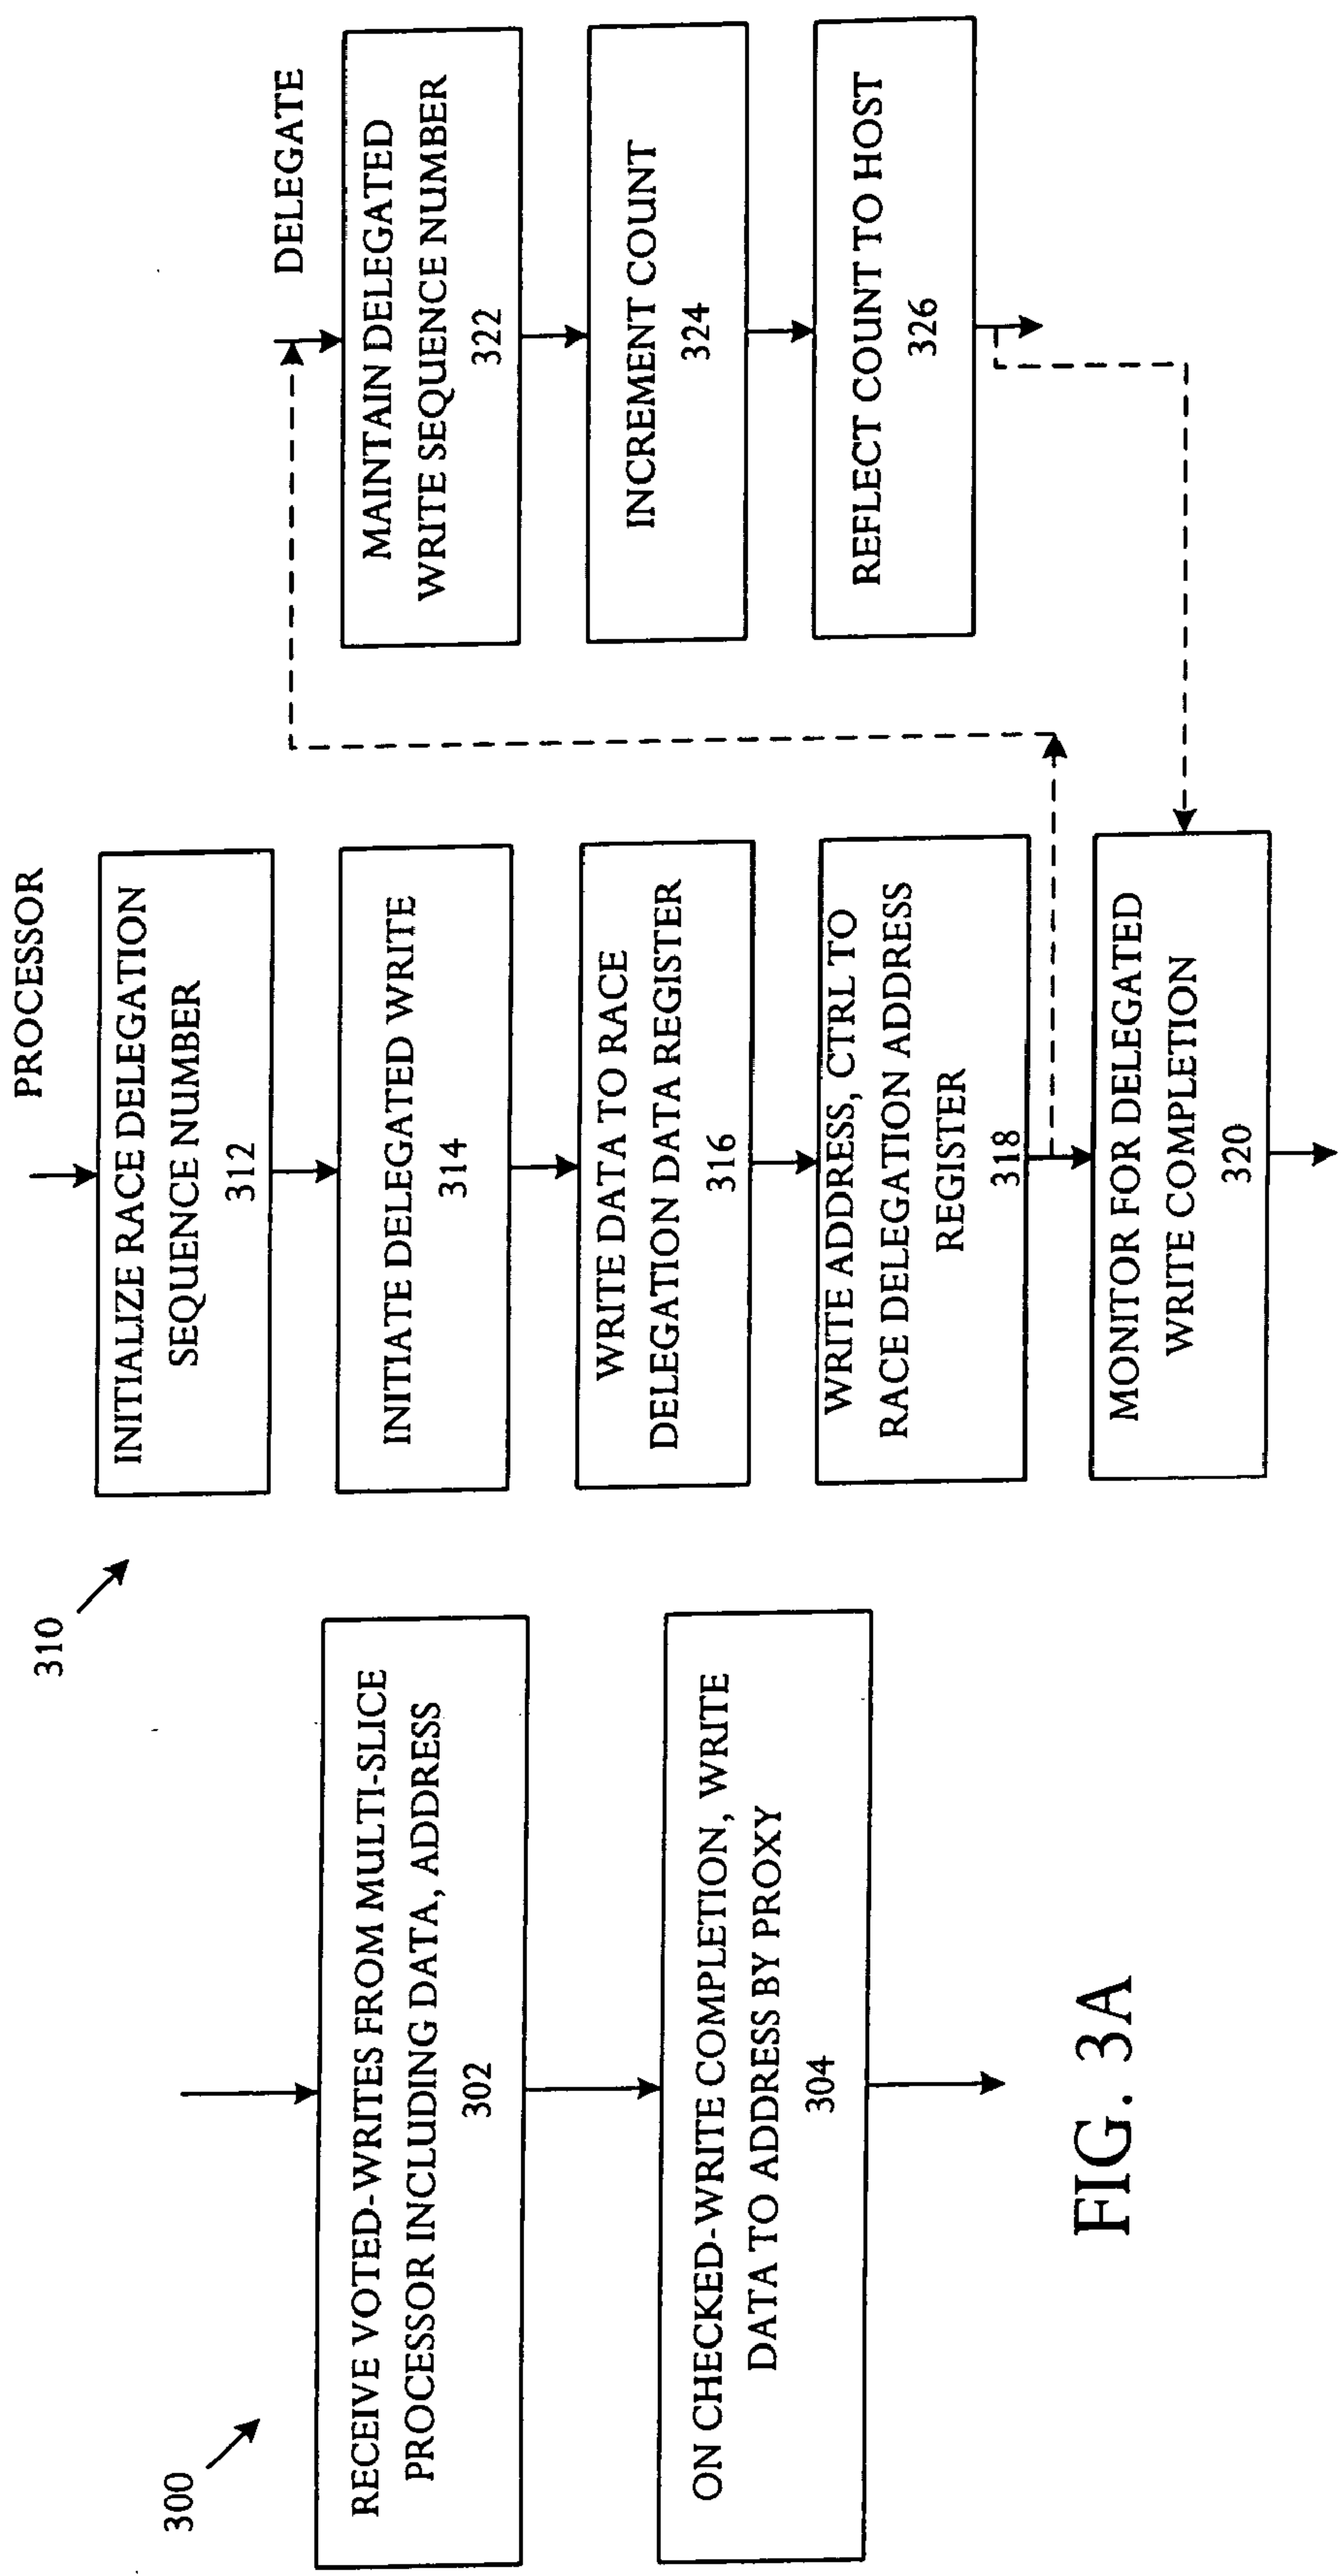 300
RECEIVE VOTED-WRITES FROM MULTI-SLICE
PROCESSOR INCLUDING DATA, ADDRESS
302
ON CHECKED-WRITE COMPLETION, WRITE
DATA TO ADDRESS BY PROXY
304
FIG. 3A
310
PROCESSOR
INITIALIZE RACE DELEGATION
SEQUENCE NUMBER
312
INITIATE DELEGATED WRITE
314
WRITE DATA TO RACE
DELEGATION DATA REGISTER
316
WRITE ADDRESS, CTRL TO
RACE DELEGATION ADDRESS
REGISTER
318
MONITOR FOR DELEGATED
WRITE COMPLETION
320
DELEGATE
MAINTAIN DELEGATED
WRITE SEQUENCE NUMBER
322
INCREMENT COUNT
324
REFLECT COUNT TO HOST
326